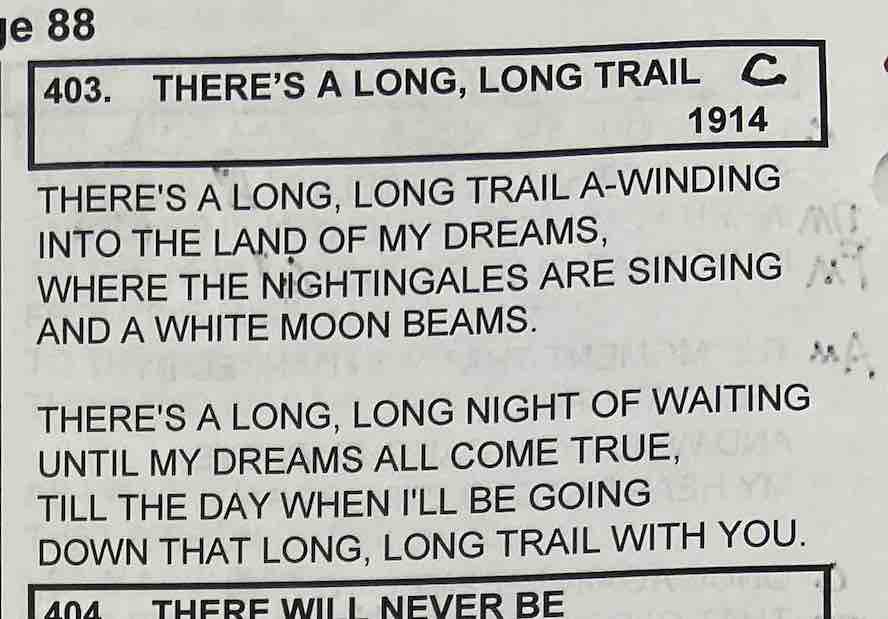 ge 88
403. THERE'S A LONG, LONG TRAIL C
1914
THERE'S A LONG, LONG TRAIL A-WINDING
INTO THE LAND OF MY DREAMS,
WHERE THE NIGHTINGALES ARE SINGING
AND A WHITE MOON BEAMS.
THERE'S A LONG, LONG NIGHT OF WAITING
UNTIL MY DREAMS ALL COME TRUE,
TILL THE DAY WHEN I'LL BE GOING
DOWN THAT LONG, LONG TRAIL WITH YOU.
404 THERE WILL NEVER BE